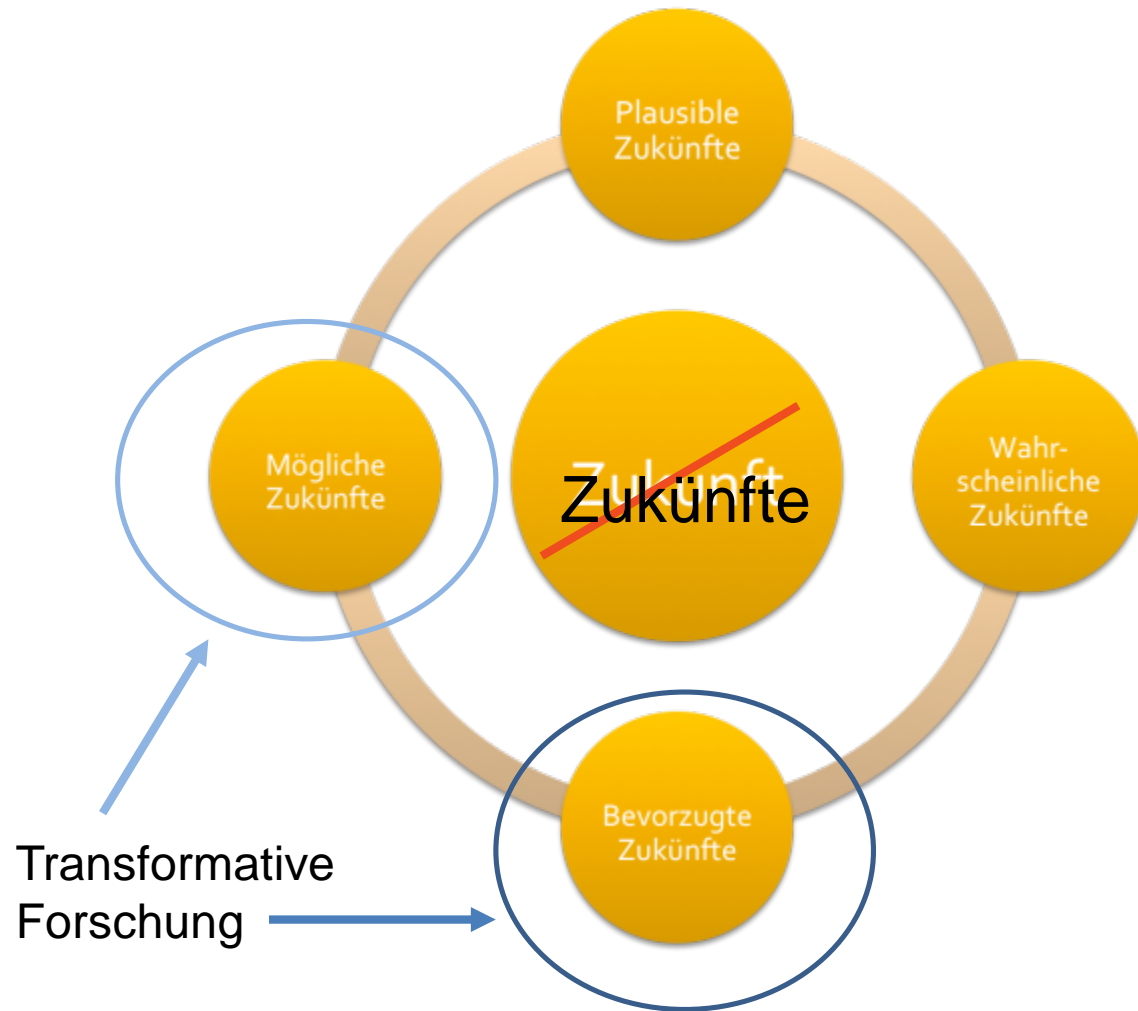 Plausible
Zukünfte
Mögliche
Zukünfte
Zukunft
Zukünfte
Wahr-
scheinliche
Zukünfte
Bevorzugte
Zukünfte
Transformative
Forschung